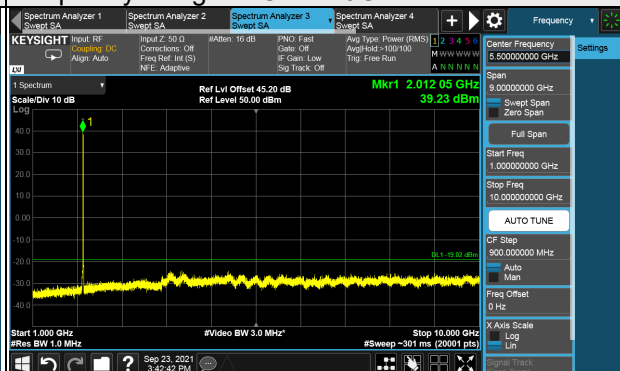 Spectrum Analyzer 1
Swept SA
Spectrum Analyzer 2
Swept SA
Spectrum Analyzer 3
Swept SA
Spectrum Analyzer 4
Swept SA
Frequency
KEYSIGHT
Input: RF
Coupling: DC
Align: Auto
Input Z: 50 Ω
Corrections: Off
Freq Ref: Int (S)
NFE: Adaptive
#Atten: 16 dB
PNO: Fast
Gate: Off
IF Gain: Low
Sig Track: Off
Avg Type: Power (RMS)
Avg|Hold:>100/100
Trig: Free Run
1 2 3 4 5 6
M W W W W W
A N N N N N
LXI
1 Spectrum
Scale/Div 10 dB
Log
Ref Lvl Offset 45.20 dB
Ref Level 50.00 dBm
Mkr1 2.012 05 GHz
39.23 dBm
1
40.0
30.0
20.0
10.0
0.00
-10.0
-20.0
-30.0
-40.0
DL1 -19.02 dBm
Start 1.000 GHz
#Res BW 1.0 MHz
#Video BW 3.0 MHz*
Stop 10.000 GHz
#Sweep ~301 ms (20001 pts)
Sep 23, 2021
3:42:42 PM
Center Frequency
5.500000000 GHz
Span
9.00000000 GHz
Swept Span
Zero Span
Full Span
Start Freq
1.000000000 GHz
Stop Freq
10.000000000 GHz
AUTO TUNE
CF Step
900.000000 MHz
Auto
Man
Freq Offset
0 Hz
X Axis Scale
Log
Lin
Signal Track
Settings